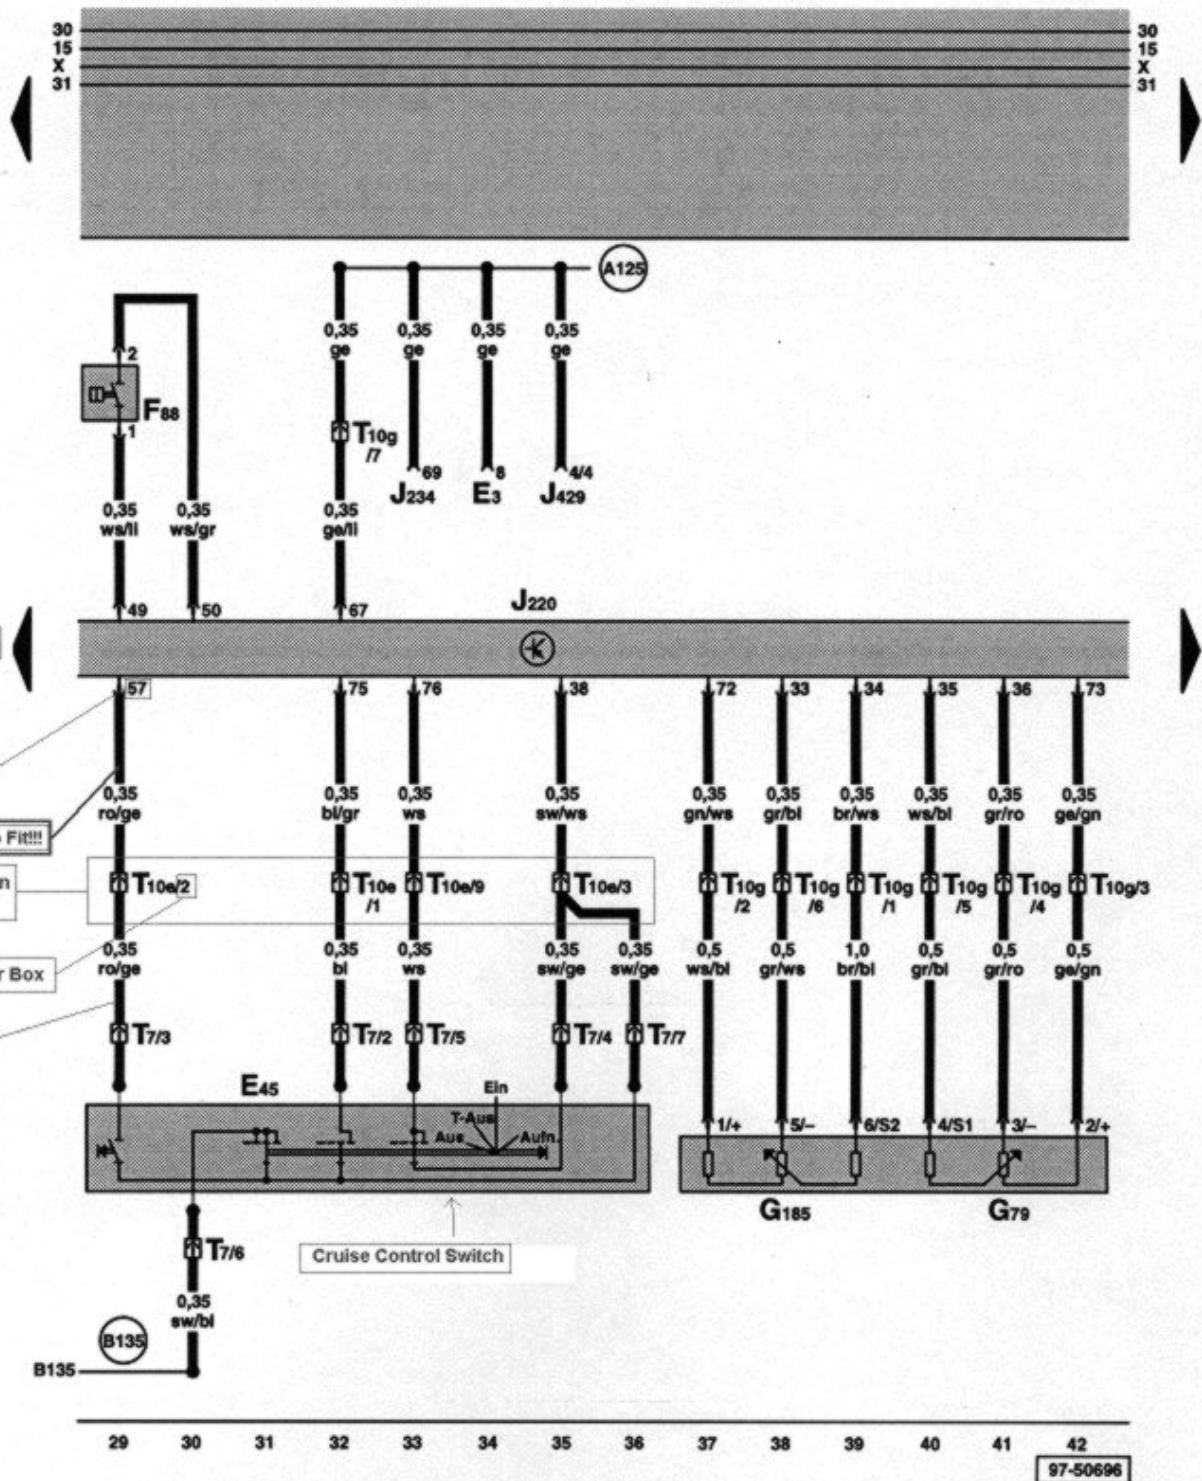 30 30
15 15
X X
31 31
A125
0,35 0,35 0,35 0,35
ge ge ge ge
2
F88
1
T10g
/7
69 8 4/4
J234 E3 J429
0,35 0,35 0,35
ws/li ws/gr ge/li
49 50 67
J220
57 75 76 38 72 33 34 35 36 73
0,35 0,35 0,35 0,35 0,35 0,35 0,35 0,35 0,35 0,35
ro/ge bl/gr ws sw/ws gn/ws gr/bl br/ws ws/bl gr/ro ge/gn
Fit!!!
n
T10e/2 T10e T10e/9 T10e/3 T10g T10g T10g T10g T10g T10g/3
/1 /2 /6 /1 /5 /4
0,35 0,35 0,35 0,35 0,35 0,5 0,5 1,0 0,5 0,5 0,5
ro/ge bl ws sw/ge sw/ge ws/bl gr/ws br/bl gr/bl gr/ro ge/gn
r Box
T7/3 T7/2 T7/5 T7/4 T7/7
E45 Ein
T-Aus
Aus Aufn.
1/+ 5/– 6/S2 4/S1 3/– 2/+
G185 G79
T7/6
Cruise Control Switch
0,35
sw/bl
B135
B135
29 30 31 32 33 34 35 36 37 38 39 40 41 42
97-50696